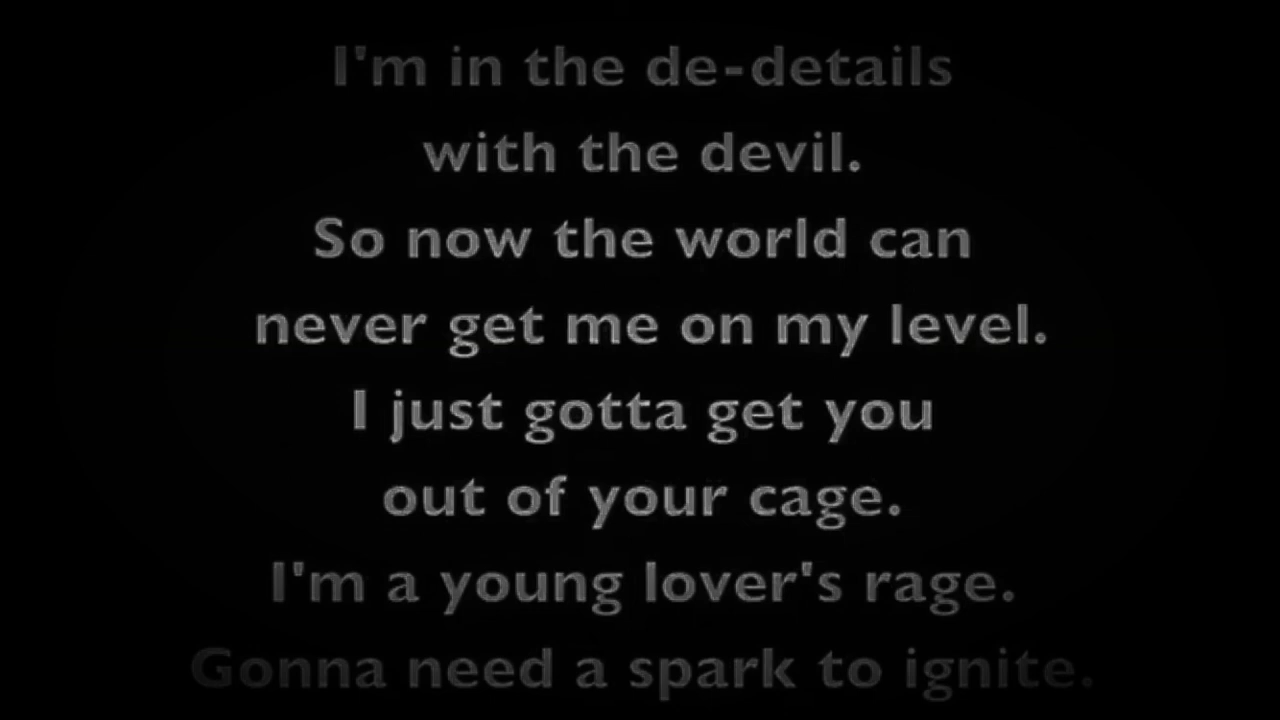 I'm in the de-details
with the devil.
So now the world can
never get me on my level.
I just gotta get you
out of your cage.
I'm a young lover's rage.
Gonna need a spark to ignite.